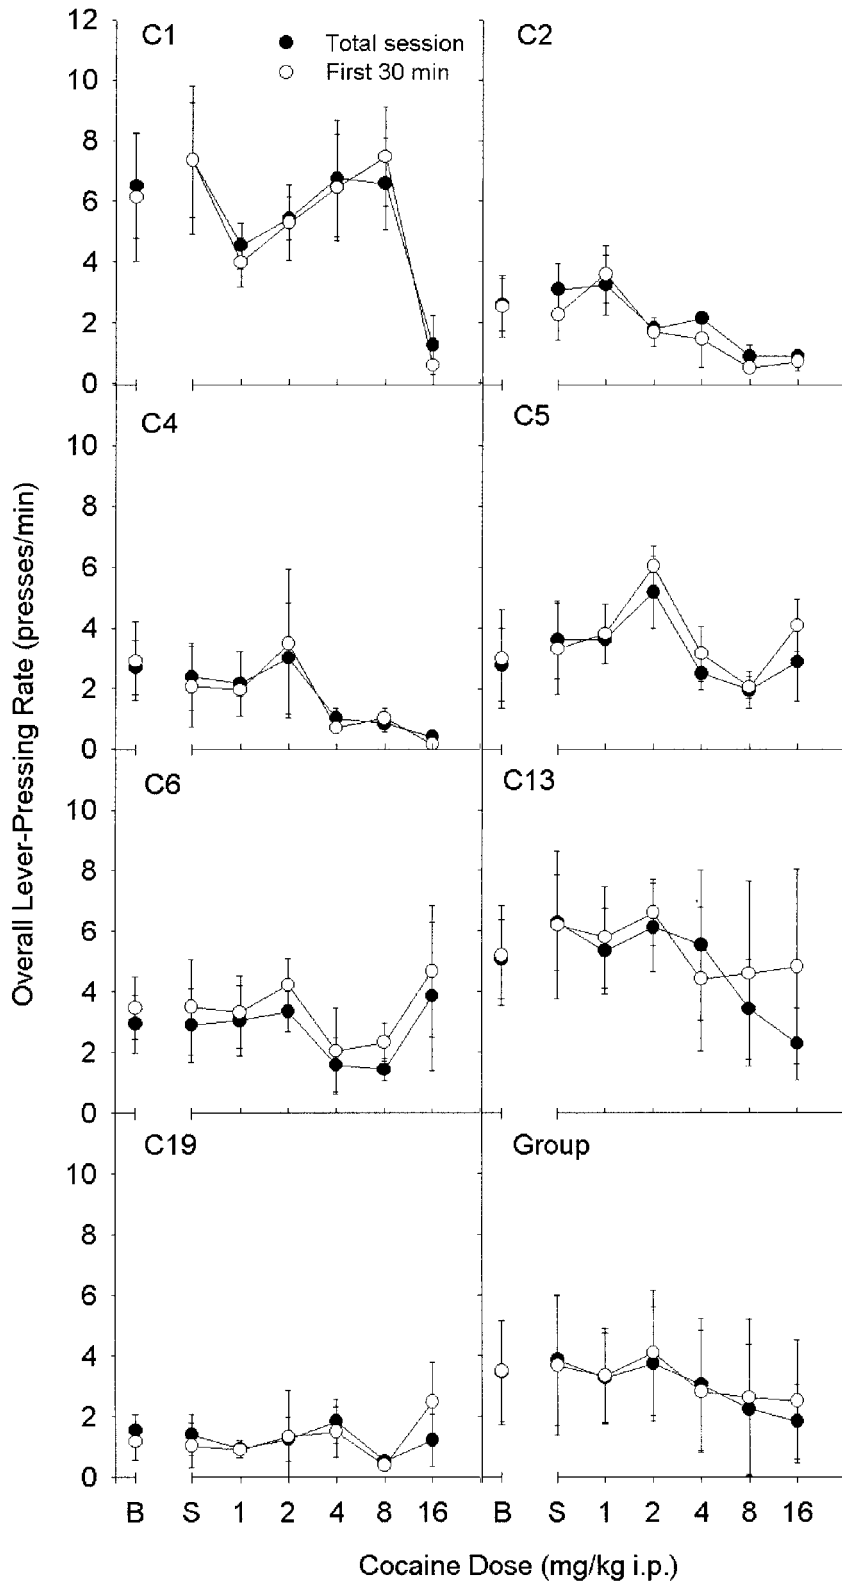 12
C1
C2
Total session
First 30 min
10
8
6
4
2
0
C4
C5
10
8
6
4
2
0
C6
C13
10
8
6
4
2
0
C19
Group
10
8
6
4
2
0
B S 1 2 4 8 16 B S 1 2 4 8 16
Overall Lever-Pressing Rate (presses/min)
Cocaine Dose (mg/kg i.p.)